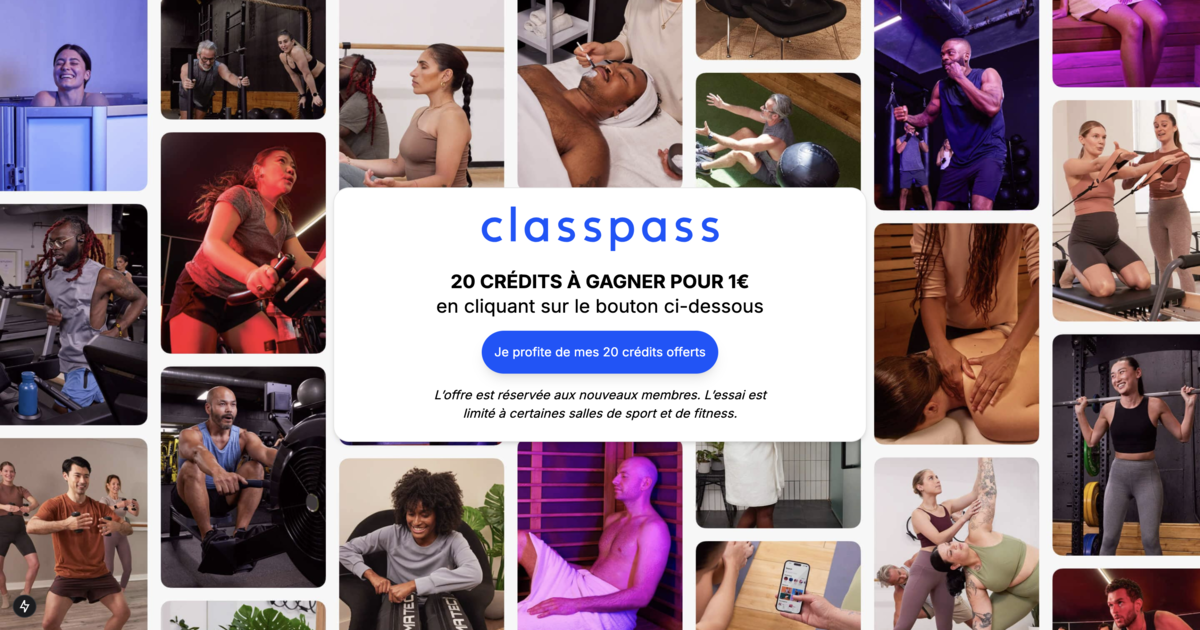 classpass
20 CRÉDITS À GAGNER POUR 1€
en cliquant sur le bouton ci-dessous
Je profite de mes 20 crédits offerts
L'offre est réservée aux nouveaux membres. L'essai est
limité à certaines salles de sport et de fitness.
MATRIX